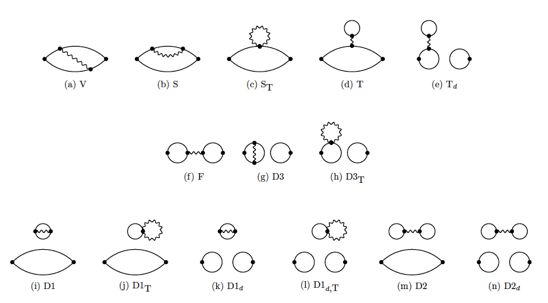 (a) V (b) S (c) S_T (d) T (e) T_d
(f) F (g) D3 (h) D3_T
(i) D1 (j) D1_T (k) D1_d (l) D1_d,T (m) D2 (n) D2_d